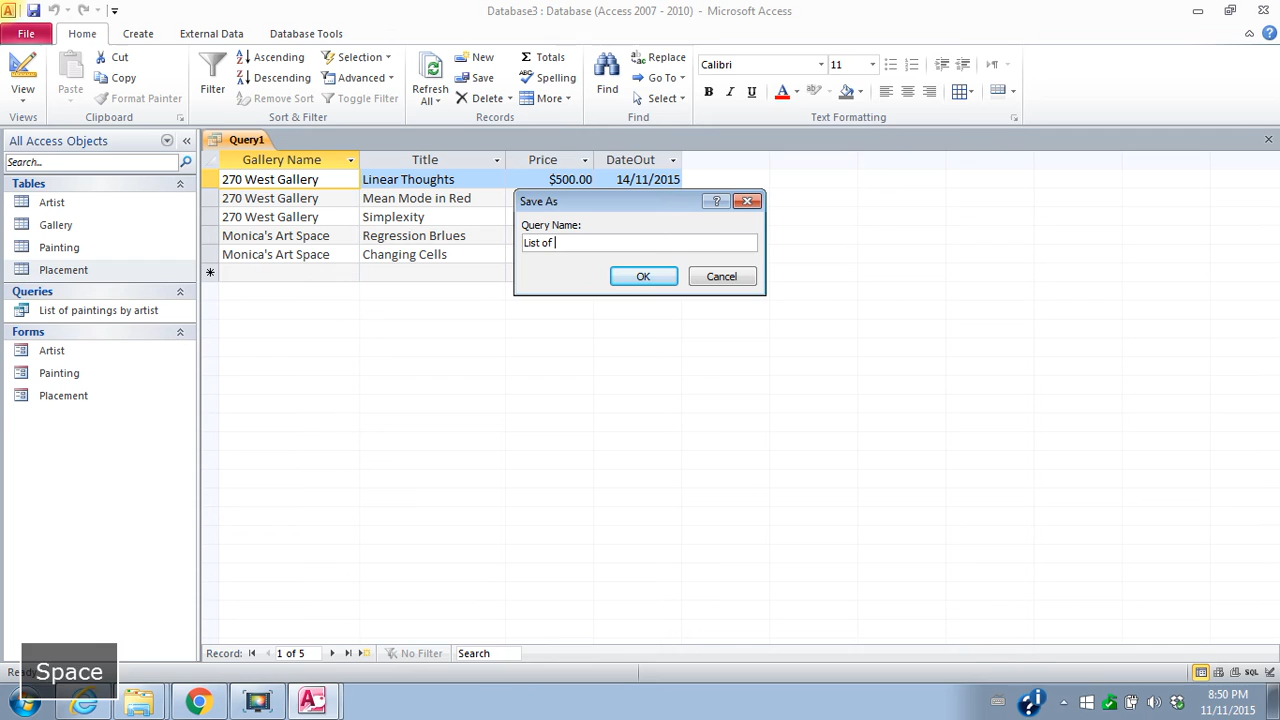 Database3 : Database (Access 2007 - 2010) - Microsoft Access
File Home Create External Data Database Tools
View
Views
Paste
Cut
Copy
Format Painter
Clipboard
Filter
Ascending
Descending
Remove Sort
Selection
Advanced
Toggle Filter
Sort & Filter
Refresh
All
New
Save
Delete
Totals
Spelling
More
Records
Find
Replace
Go To
Select
Find
Calibri 11
B I U A
Text Formatting
All Access Objects
Search...
Tables
Artist
Gallery
Painting
Placement
Queries
List of paintings by artist
Forms
Artist
Painting
Placement
Query1
Gallery Name Title Price DateOut
270 West Gallery Linear Thoughts $500.00 14/11/2015
270 West Gallery Mean Mode in Red
270 West Gallery Simplexity
Monica's Art Space Regression Brlues
Monica's Art Space Changing Cells
Save As
Query Name:
List of
OK Cancel
Record: 1 of 5 No Filter Search
Space
SQL
8:50 PM
11/11/2015